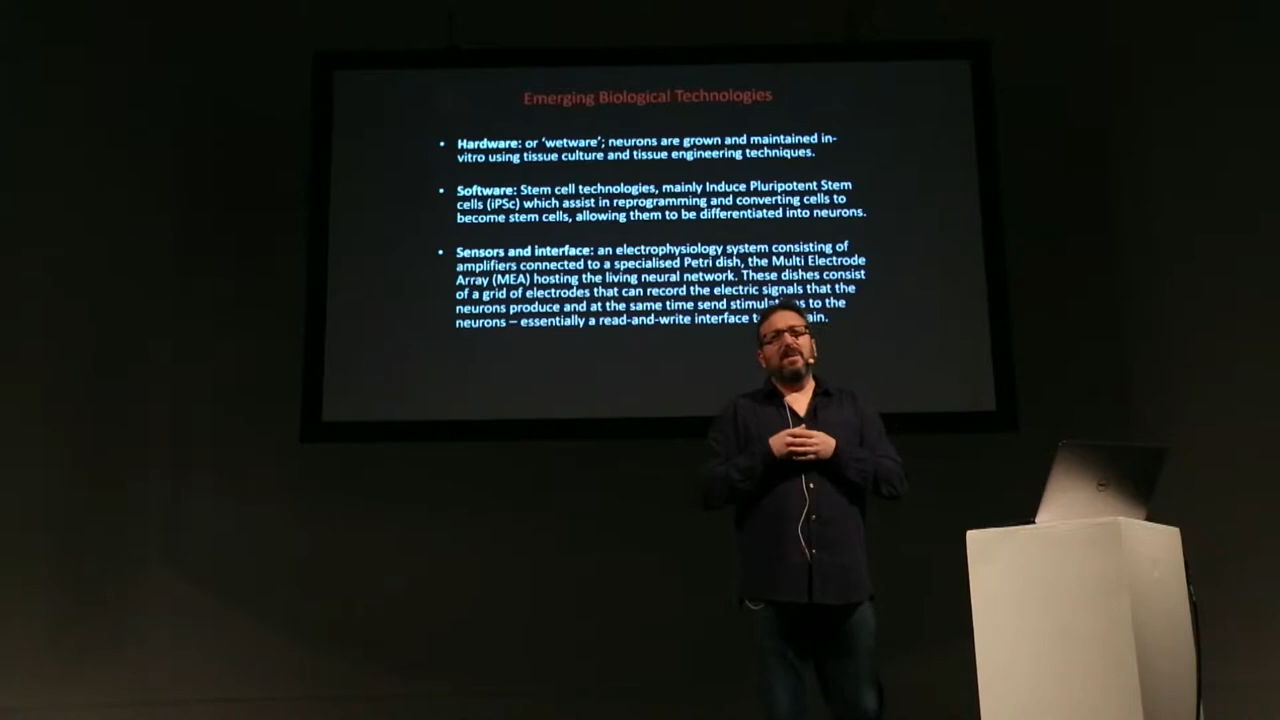 Emerging Biological Technologies
• Hardware: or ‘wetware’; neurons are grown and maintained in-
vitro using tissue culture and tissue engineering techniques.
• Software: Stem cell technologies, mainly Induce Pluripotent Stem
cells (iPSc) which assist in reprogramming and converting cells to
become stem cells, allowing them to be differentiated into neurons.
• Sensors and interface: an electrophysiology system consisting of
amplifiers connected to a specialised Petri dish, the Multi Electrode
Array (MEA) hosting the living neural network. These dishes consist
of a grid of electrodes that can record the electric signals that the
neurons produce and at the same time send to the
neurons – essentially a read-and-write interface
DELL